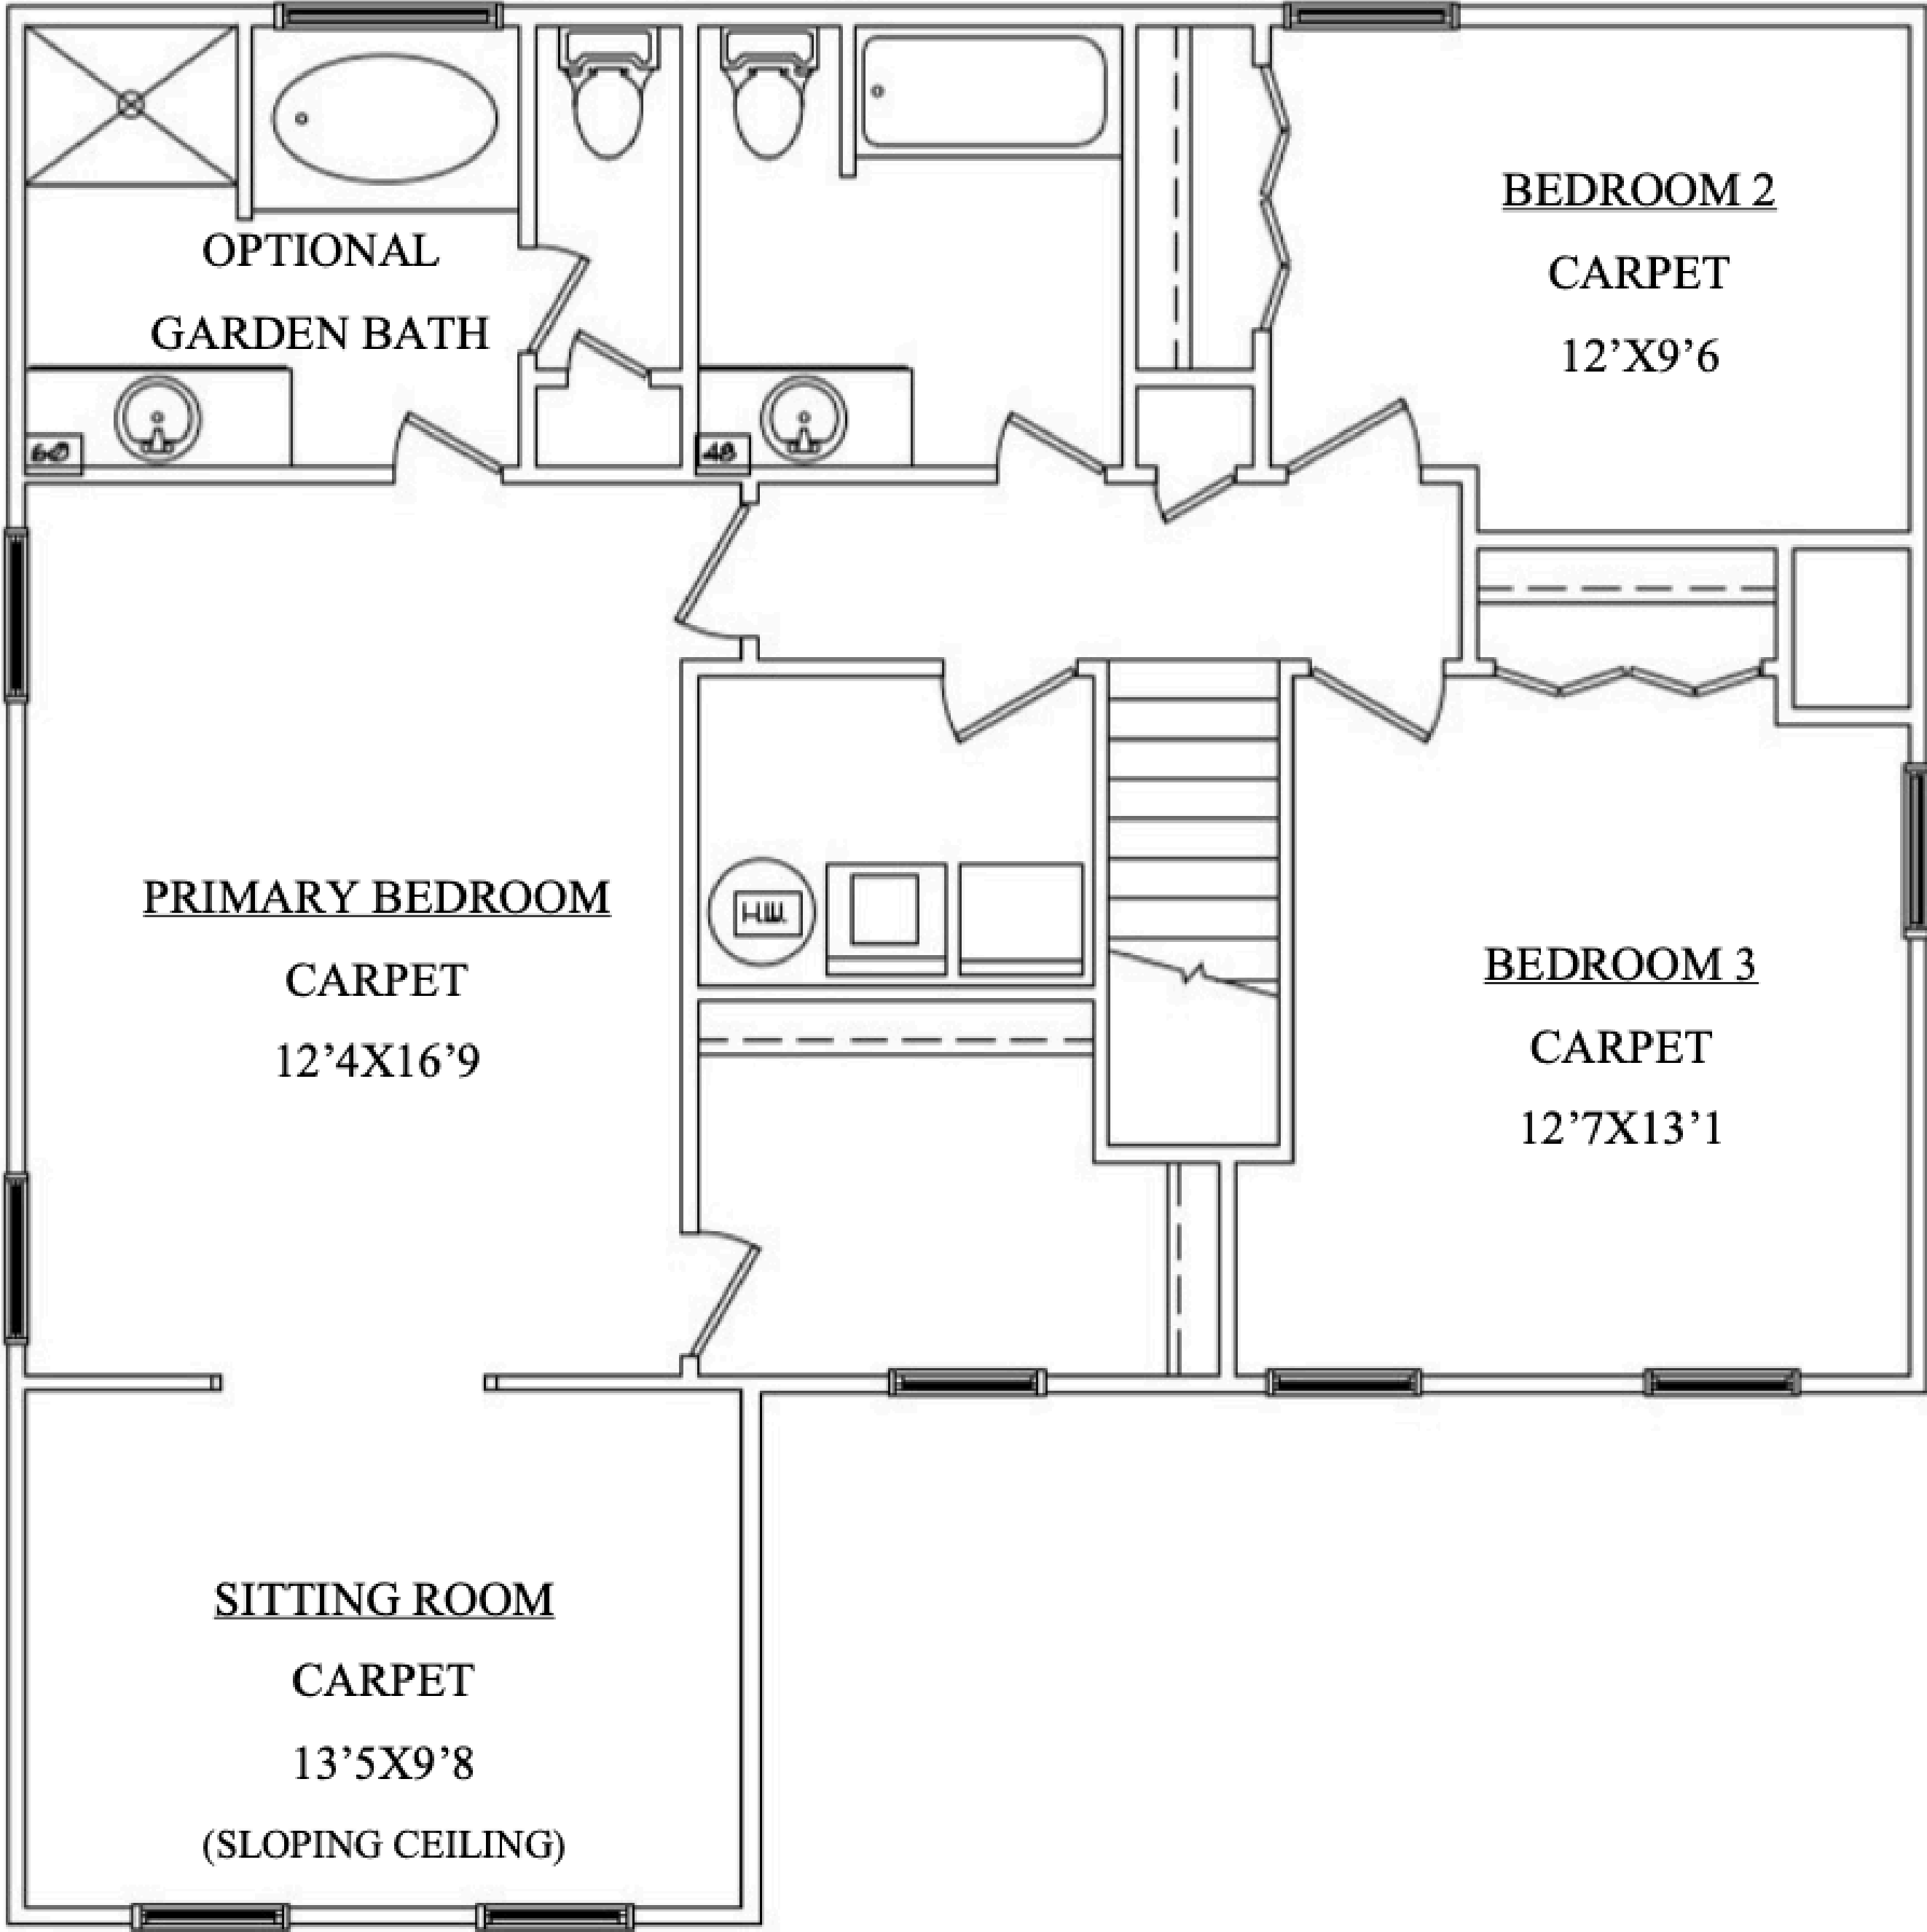 BEDROOM 2
CARPET
12’X9’6
OPTIONAL
GARDEN BATH
60
48
PRIMARY BEDROOM
CARPET
12’4X16’9
H.W.
BEDROOM 3
CARPET
12’7X13’1
SITTING ROOM
CARPET
13’5X9’8
(SLOPING CEILING)